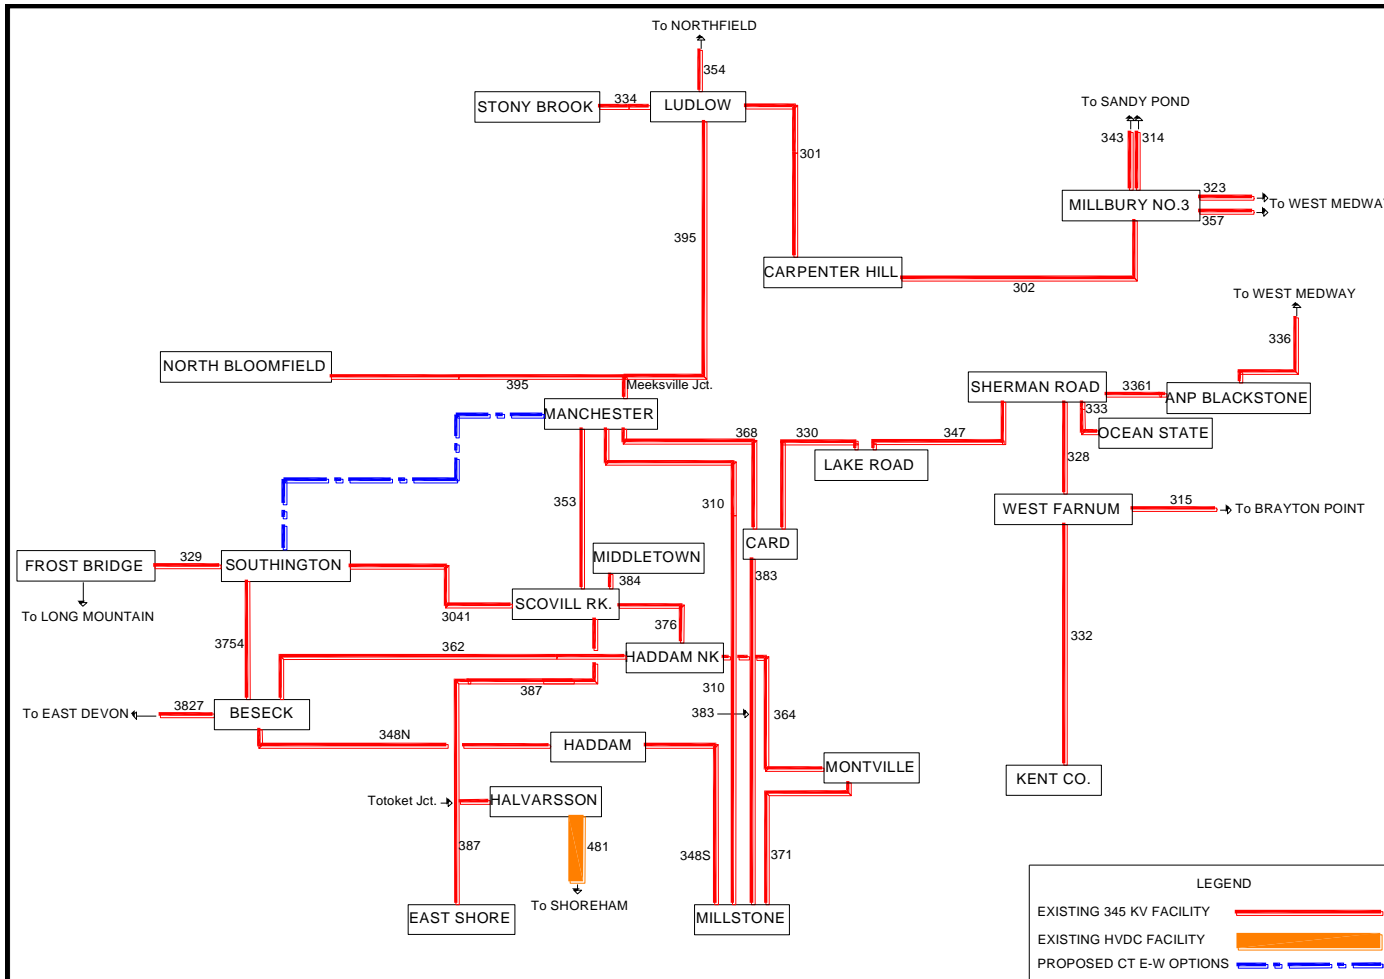 To NORTHFIELD
354
STONY BROOK
334
LUDLOW
To SANDY POND
343
314
301
323
MILLBURY NO.3
To WEST MEDWAY
357
395
CARPENTER HILL
302
To WEST MEDWAY
336
NORTH BLOOMFIELD
395
Meeksville Jct.
SHERMAN ROAD
3361
ANP BLACKSTONE
MANCHESTER
333
368
330
347
OCEAN STATE
LAKE ROAD
328
353
310
WEST FARNUM
315
To BRAYTON POINT
CARD
FROST BRIDGE
329
SOUTHINGTON
MIDDLETOWN
384
383
To LONG MOUNTAIN
3041
SCOVILL RK.
376
3754
362
HADDAM NK
332
387
310
To EAST DEVON
3827
BESECK
383
364
348N
HADDAM
MONTVILLE
KENT CO.
Totoket Jct.
HALVARSSON
387
481
348S
371
To SHOREHAM
EAST SHORE
MILLSTONE
LEGEND
EXISTING 345 KV FACILITY
EXISTING HVDC FACILITY
PROPOSED CT E-W OPTIONS